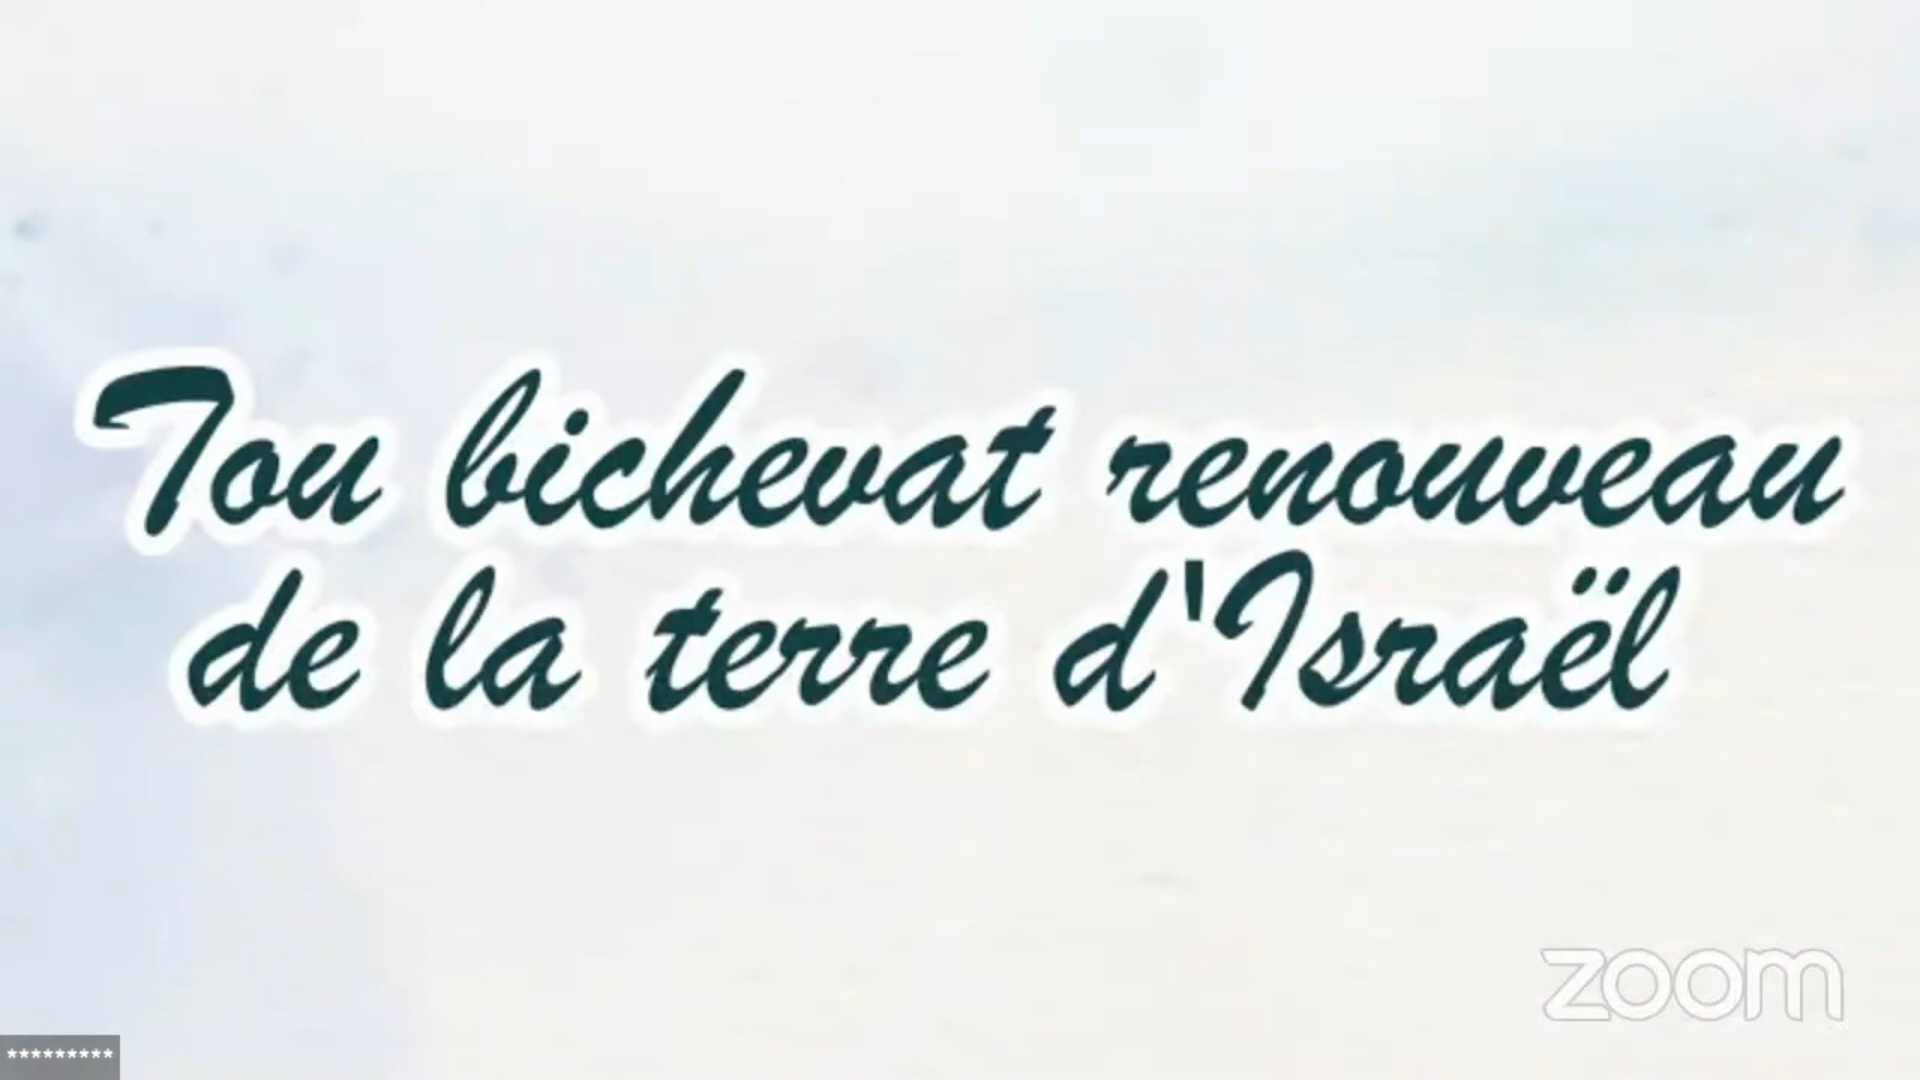 Tou bichevat renouveau
de la terre d'Israël
zoom
*********